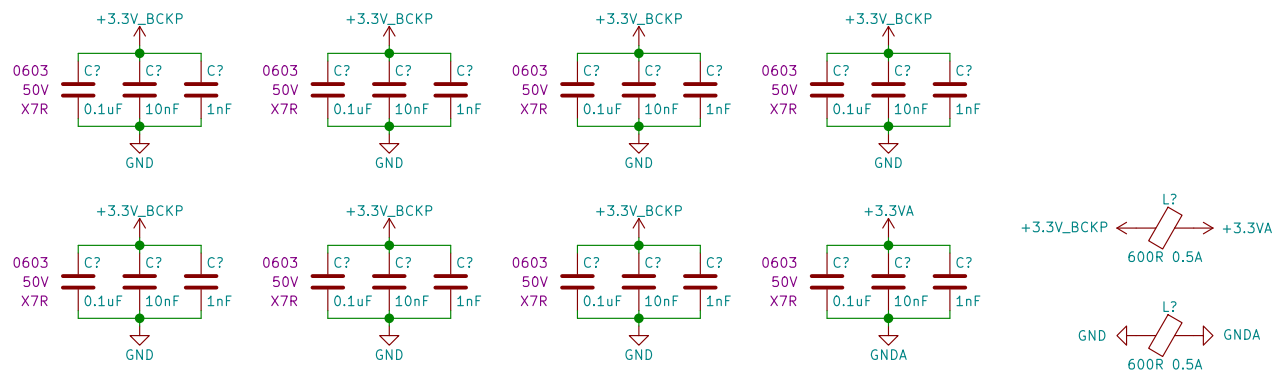 +3.3V_BCKP +3.3V_BCKP +3.3V_BCKP +3.3V_BCKP
0603 C? C? C? 0603 C? C? C? 0603 C? C? C? 0603 C? C? C?
50V 50V 50V 50V
X7R 0.1uF 10nF 1nF X7R 0.1uF 10nF 1nF X7R 0.1uF 10nF 1nF X7R 0.1uF 10nF 1nF
GND GND GND GND
+3.3V_BCKP +3.3V_BCKP +3.3V_BCKP +3.3VA
0603 C? C? C? 0603 C? C? C? 0603 C? C? C? 0603 C? C? C?
50V 50V 50V 50V
X7R 0.1uF 10nF 1nF X7R 0.1uF 10nF 1nF X7R 0.1uF 10nF 1nF X7R 0.1uF 10nF 1nF
GND GND GND GNDA
L?
+3.3V_BCKP +3.3VA
600R 0.5A
L?
GND GNDA
600R 0.5A